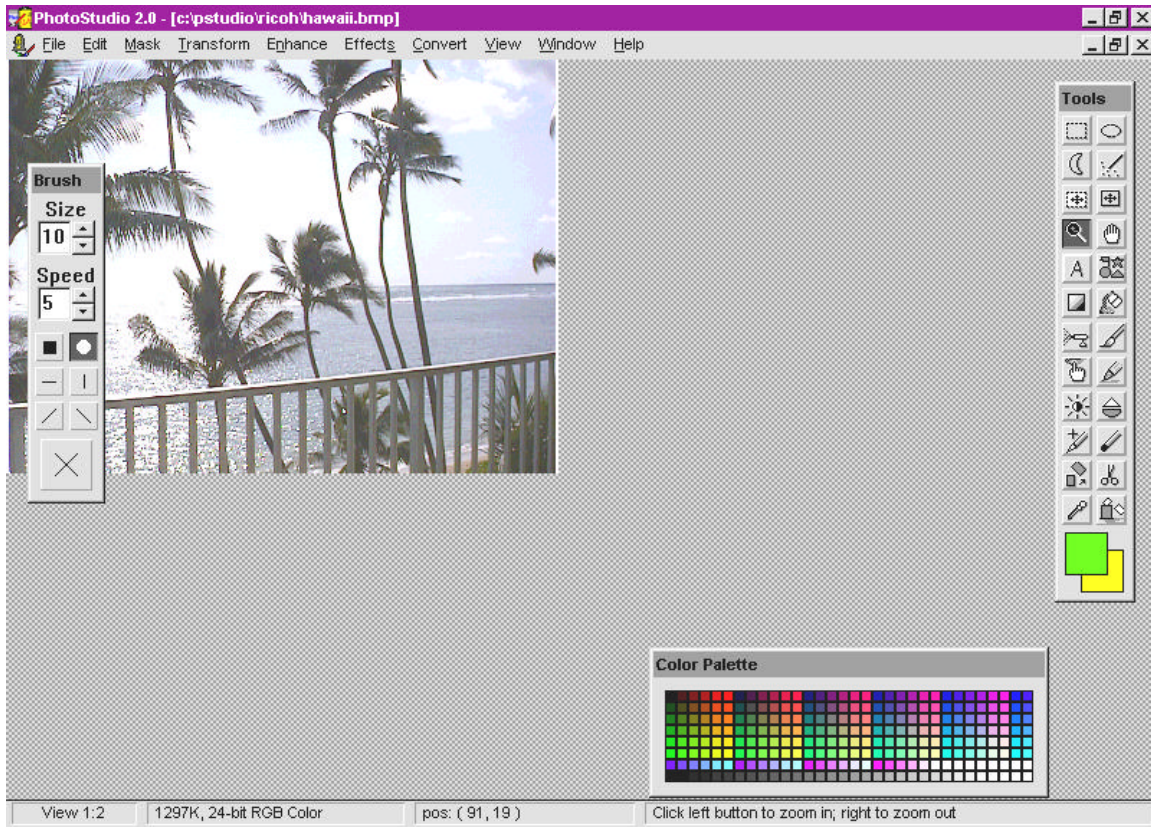 PhotoStudio 2.0 - [c:\pstudio\ricoh\hawaii.bmp]
File Edit Mask Transform Enhance Effects Convert View Window Help
Tools
Brush
Size
10
Speed
5
A
Color Palette
View 1:2 1297K, 24-bit RGB Color pos: ( 91, 19 ) Click left button to zoom in; right to zoom out